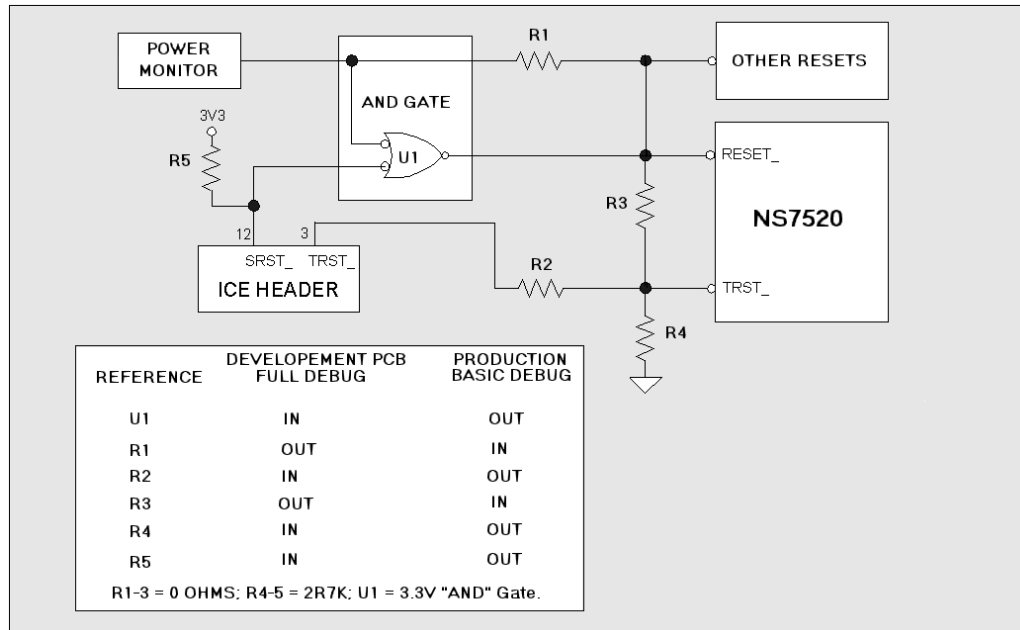 POWER
MONITOR
R1
OTHER RESETS
AND GATE
3V3
R5
U1
RESET_
R3
NS7520
12
3
SRST_
TRST_
ICE HEADER
R2
TRST_
R4
REFERENCE
DEVELOPEMENT PCB
FULL DEBUG
PRODUCTION
BASIC DEBUG
U1 IN OUT
R1 OUT IN
R2 IN OUT
R3 OUT IN
R4 IN OUT
R5 IN OUT
R1-3 = 0 OHMS; R4-5 = 2R7K; U1 = 3.3V "AND" Gate.